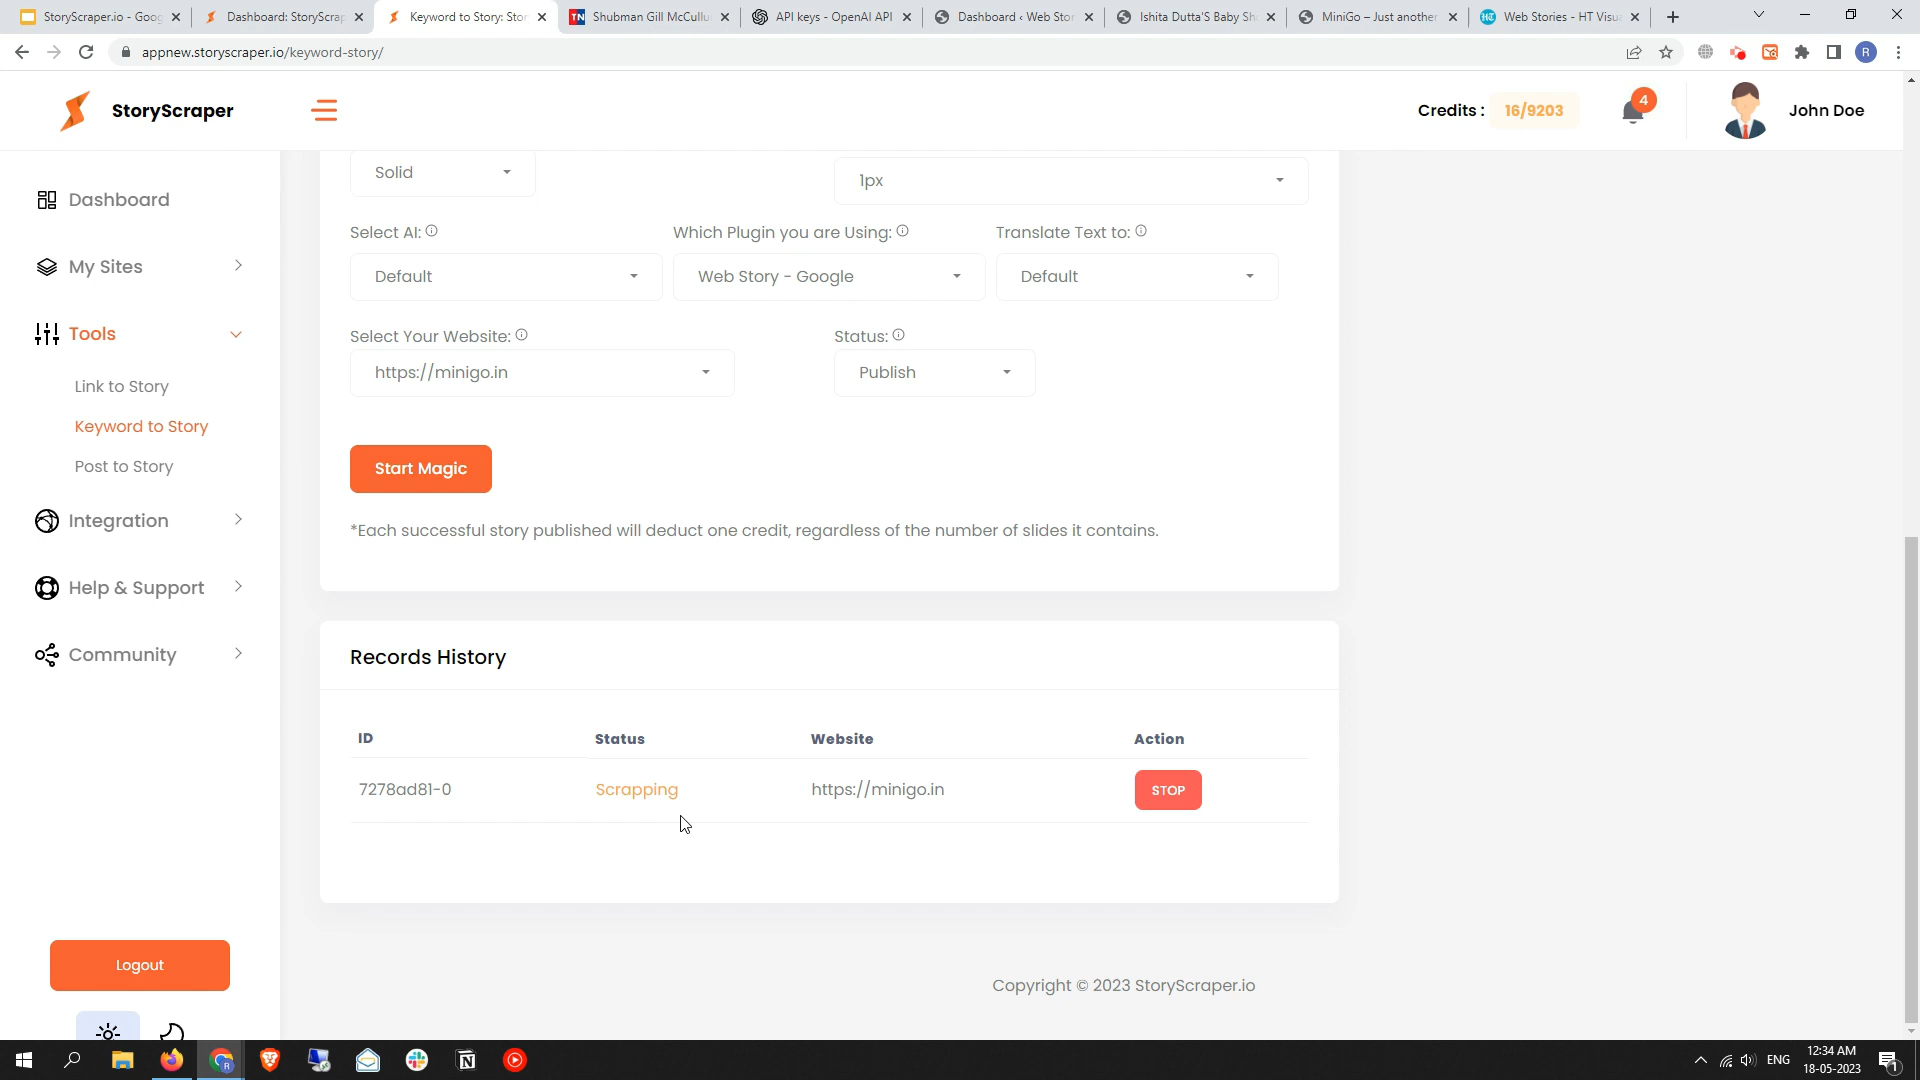 StoryScraper.io - Goog
Dashboard: StoryScrap
Keyword to Story: Stor
Shubman Gill McCullu
API keys - OpenAI API
Dashboard ‹ Web Stor
Ishita Dutta'S Baby Sh
MiniGo – Just another
Web Stories - HT Visua
appnew.storyscraper.io/keyword-story/
R
StoryScraper
Credits : 16/9203
4
John Doe
Dashboard
My Sites
Tools
Link to Story
Keyword to Story
Post to Story
Integration
Help & Support
Community
Logout
Solid
1px
Select AI:
Which Plugin you are Using:
Translate Text to:
Default
Web Story - Google
Default
Select Your Website:
Status:
https://minigo.in
Publish
Start Magic
*Each successful story published will deduct one credit, regardless of the number of slides it contains.
Records History
ID Status Website Action
7278ad81-0 Scrapping https://minigo.in STOP
Copyright © 2023 StoryScraper.io
ENG
12:34 AM
18-05-2023
1